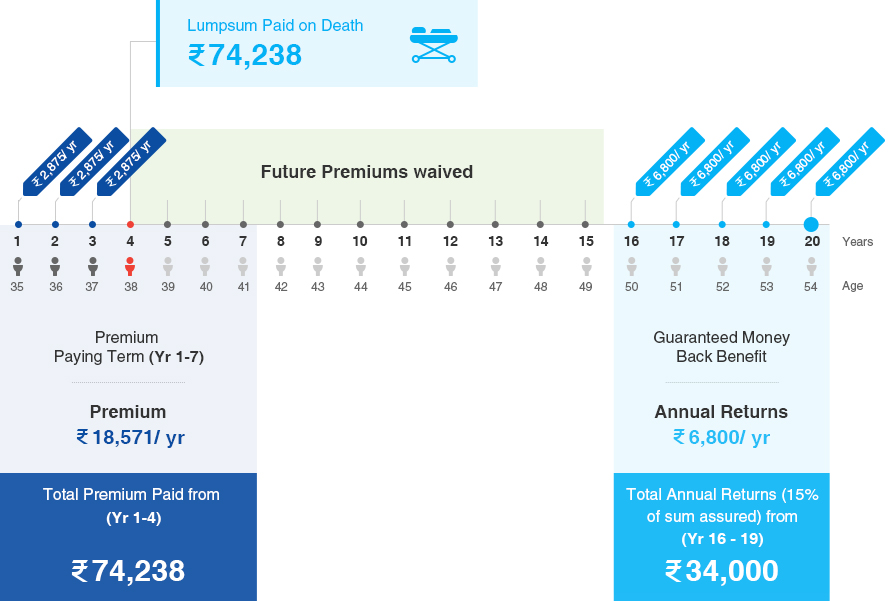 Lumpsum Paid on Death
₹74,238
₹ 2,875/ yr
₹ 2,875/ yr
₹ 2,875/ yr
Future Premiums waived
₹ 6,800/ yr
₹ 6,800/ yr
₹ 6,800/ yr
₹ 6,800/ yr
₹ 6,800/ yr
1 2 3 4 5 6 7 8 9 10 11 12 13 14 15 16 17 18 19 20 Years
35 36 37 38 39 40 41 42 43 44 45 46 47 48 49 50 51 52 53 54 Age
Premium
Paying Term (Yr 1-7)
Premium
₹ 18,571/ yr
Total Premium Paid from
(Yr 1-4)
₹74,238
Guaranteed Money
Back Benefit
Annual Returns
₹ 6,800/ yr
Total Annual Returns (15%
of sum assured) from
(Yr 16 - 19)
₹34,000